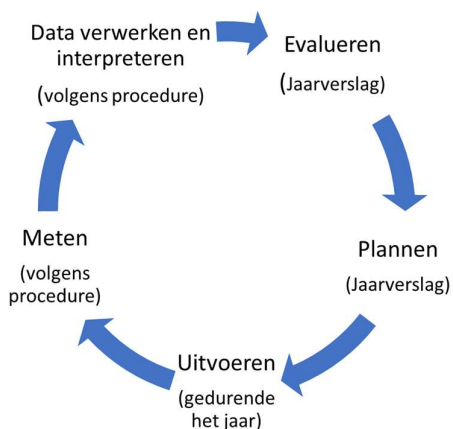 Data verwerken en
interpreteren
(volgens procedure)
Evalueren
(Jaarverslag)
Plannen
(Jaarverslag)
Uitvoeren
(gedurende
het jaar)
Meten
(volgens
procedure)